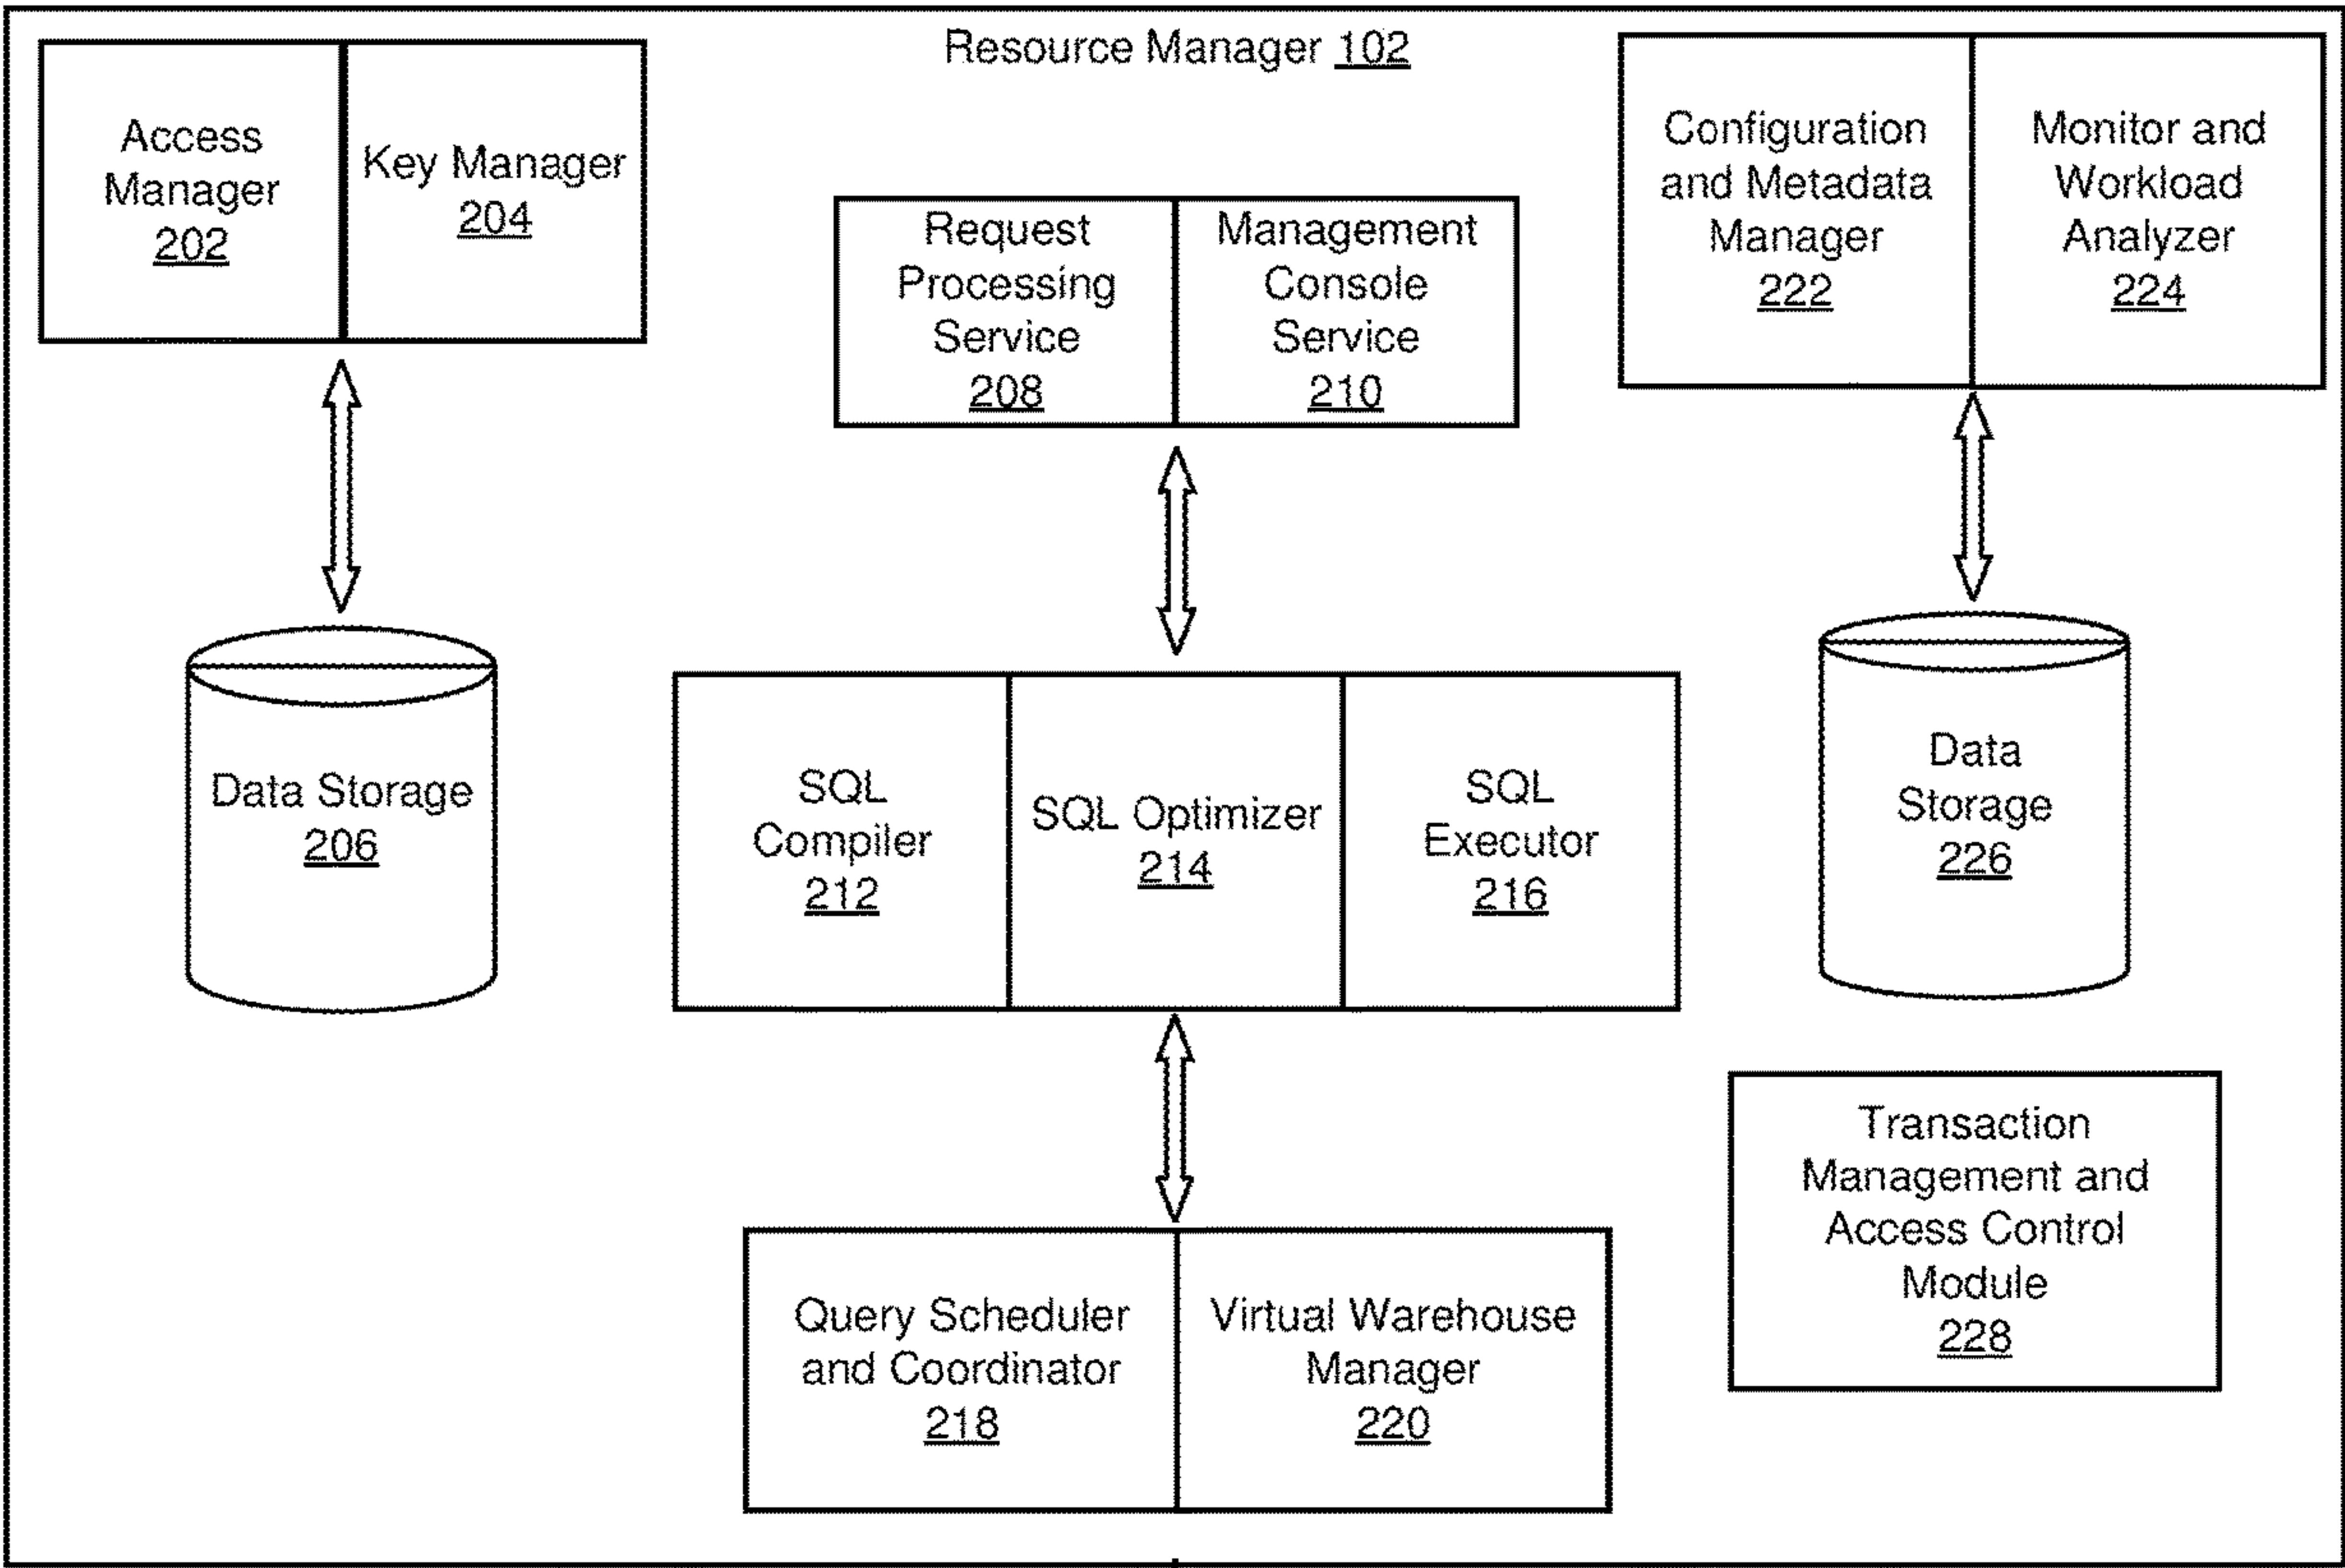 Resource Manager 102
Access
Manager
202
Key Manager
204
Request
Processing
Service
208
Management
Console
Service
210
Configuration
and Metadata
Manager
222
Monitor and
Workload
Analyzer
224
Data Storage
206
SQL
Compiler
212
SQL Optimizer
214
SQL
Executor
216
Data
Storage
226
Query Scheduler
and Coordinator
218
Virtual Warehouse
Manager
220
Transaction
Management and
Access Control
Module
228